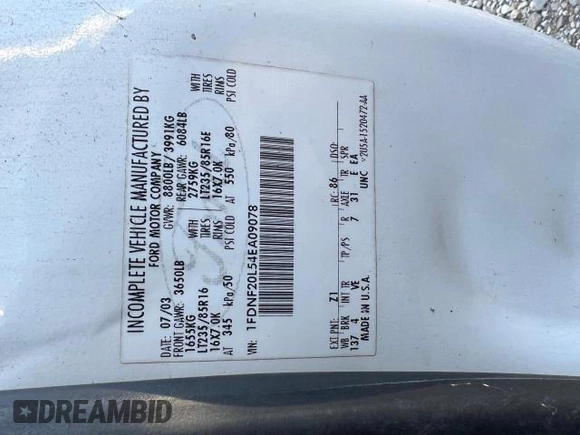 INCOMPLETE VEHICLE MANUFACTURED BY
FORD MOTOR COMPANY
DATE: 07/03 GVWR: 8800LB/ 3991KG
FRONT GAWR: 3650LB REAR GAWR: 6084LB
1655KG WITH 2759KG WITH
LT235/85R16 TIRES LT235/85R16E TIRES
16X7.0K RIMS 16X7.0K RIMS
AT 345 kPa/50 PSI COLD AT 550 kPa/80 PSI COLD
VIN: 1FDNF20L54EA09078
EXT PNT: Z1 RC: 86 DSO:
WB BRK INT TR TP/PS R AXLE TR SPR
137 4 VE 7 31 E EA
MADE IN U.S.A. UNC
DREAMBID